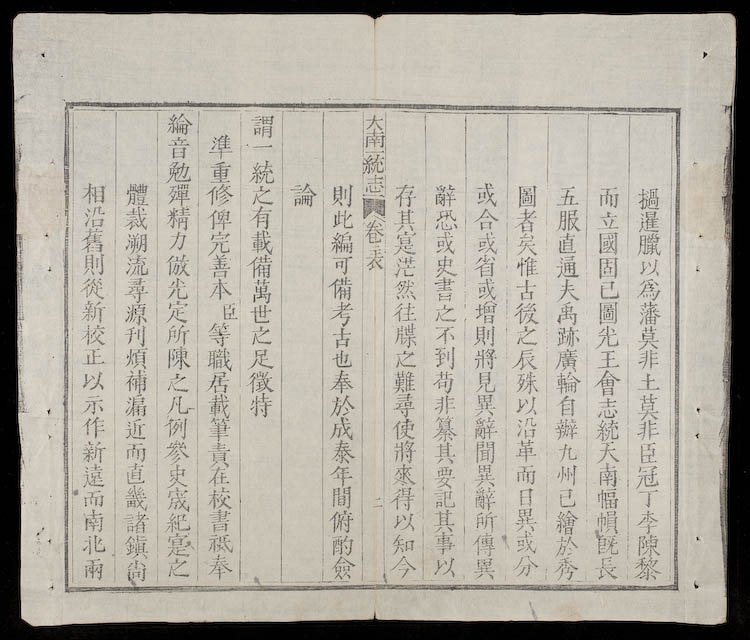 撾暹臘以爲藩莫非土莫非臣冠丁李陳黎
而立國固已圖光王會志統天南幅幀旣長
五服直通夫禹跡廣輪自辦九州已繪於秀
圖者矣惟古後之辰殊以沿革而日異或分
或合或省或增則將見異辭聞異辭所傳異
辭恐或史書之不到苟非纂其要記其事以
存其寔茫然往牒之難尋使將來得以知今
大南一統志 卷之表 二
則此編可備考古也奉於成泰年間俯酌僉
論
謂一統之有載備萬世之足徵特
準重修俾完善本臣等職居載筆責在校書祗奉
綸音勉殫精力倣先定所陳之凡例參史宬紀寔之
體裁溯流尋源刊煩補漏近而直畿諸鎭尙
相沿舊則從新校正以示作新遠而南北兩